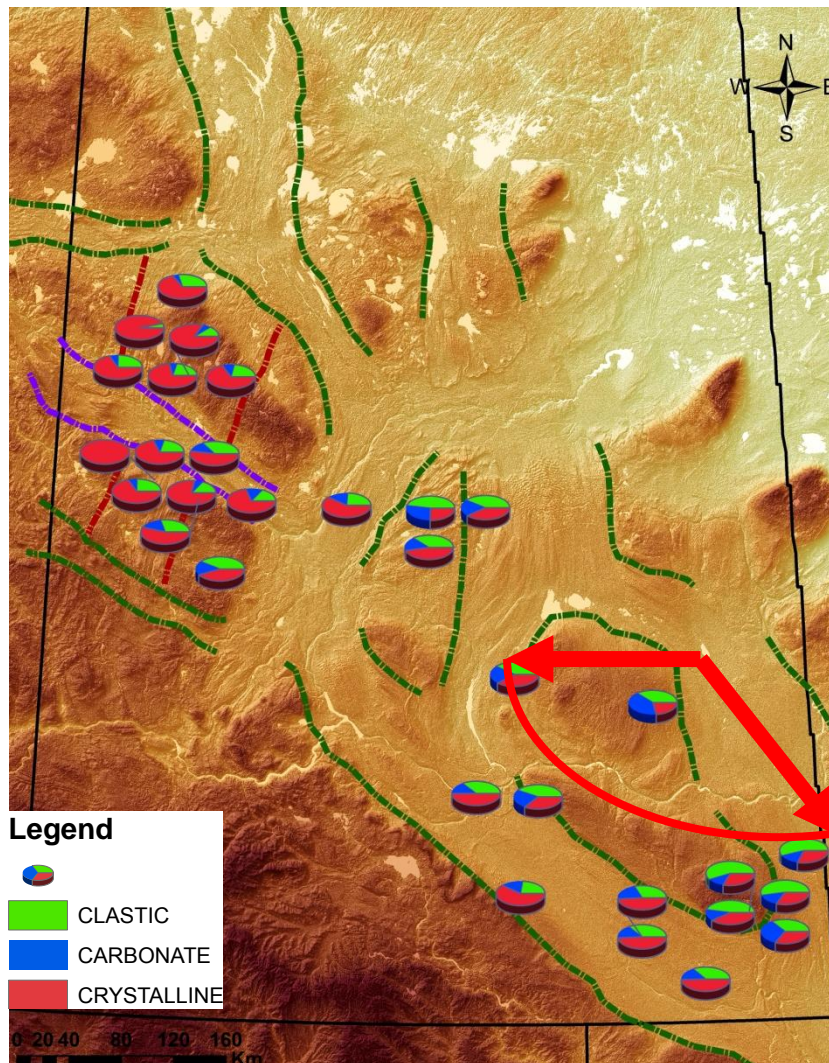 N
W E
S
Legend
CLASTIC
CARBONATE
CRYSTALLINE
0 20 40 80 120 160
Km